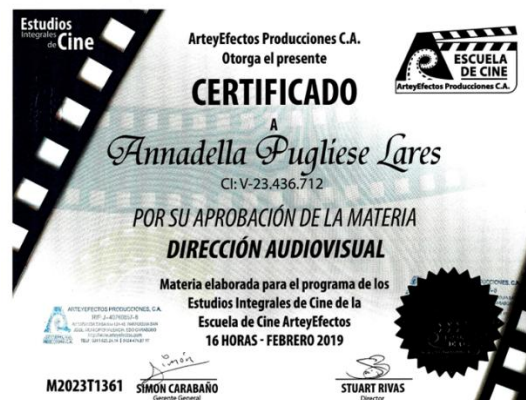 Estudios
Integrales
de Cine
ArteyEfectos Producciones C.A.
Otorga el presente
CERTIFICADO
A
Annadella Pugliese Lares
CI: V-23.436.712
POR SU APROBACIÓN DE LA MATERIA
DIRECCIÓN AUDIOVISUAL
Materia elaborada para el programa de los
Estudios Integrales de Cine de la
Escuela de Cine ArteyEfectos
16 HORAS - FEBRERO 2019
ESCUELA
DE CINE
ArteyEfectos Producciones C.A.
ARTEYEFECTOS PRODUCCIONES, C.A.
M2023T1361
Simón
SIMÓN CARABAÑO
Gerente General
STUART RIVAS
Director